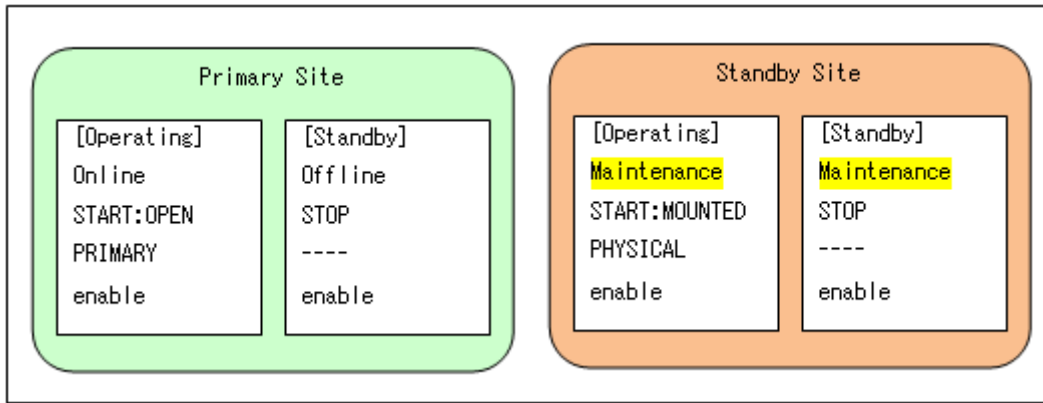 Primary Site
[Operating]
Online
START:OPEN
PRIMARY
enable
[Standby]
Offline
STOP
----
enable
Standby Site
[Operating]
Maintenance
START:MOUNTED
PHYSICAL
enable
[Standby]
Maintenance
STOP
----
enable